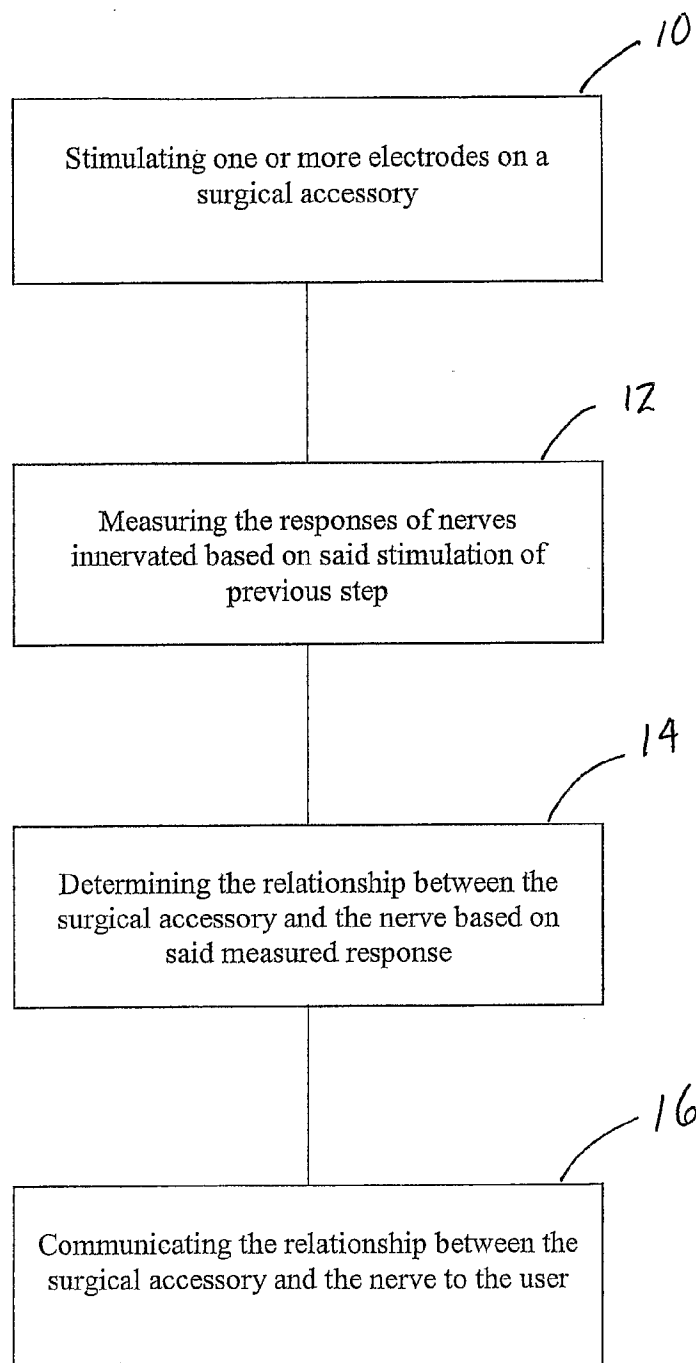 10
Stimulating one or more electrodes on a
surgical accessory
12
Measuring the responses of nerves
innervated based on said stimulation of
previous step
14
Determining the relationship between the
surgical accessory and the nerve based on
said measured response
16
Communicating the relationship between the
surgical accessory and the nerve to the user